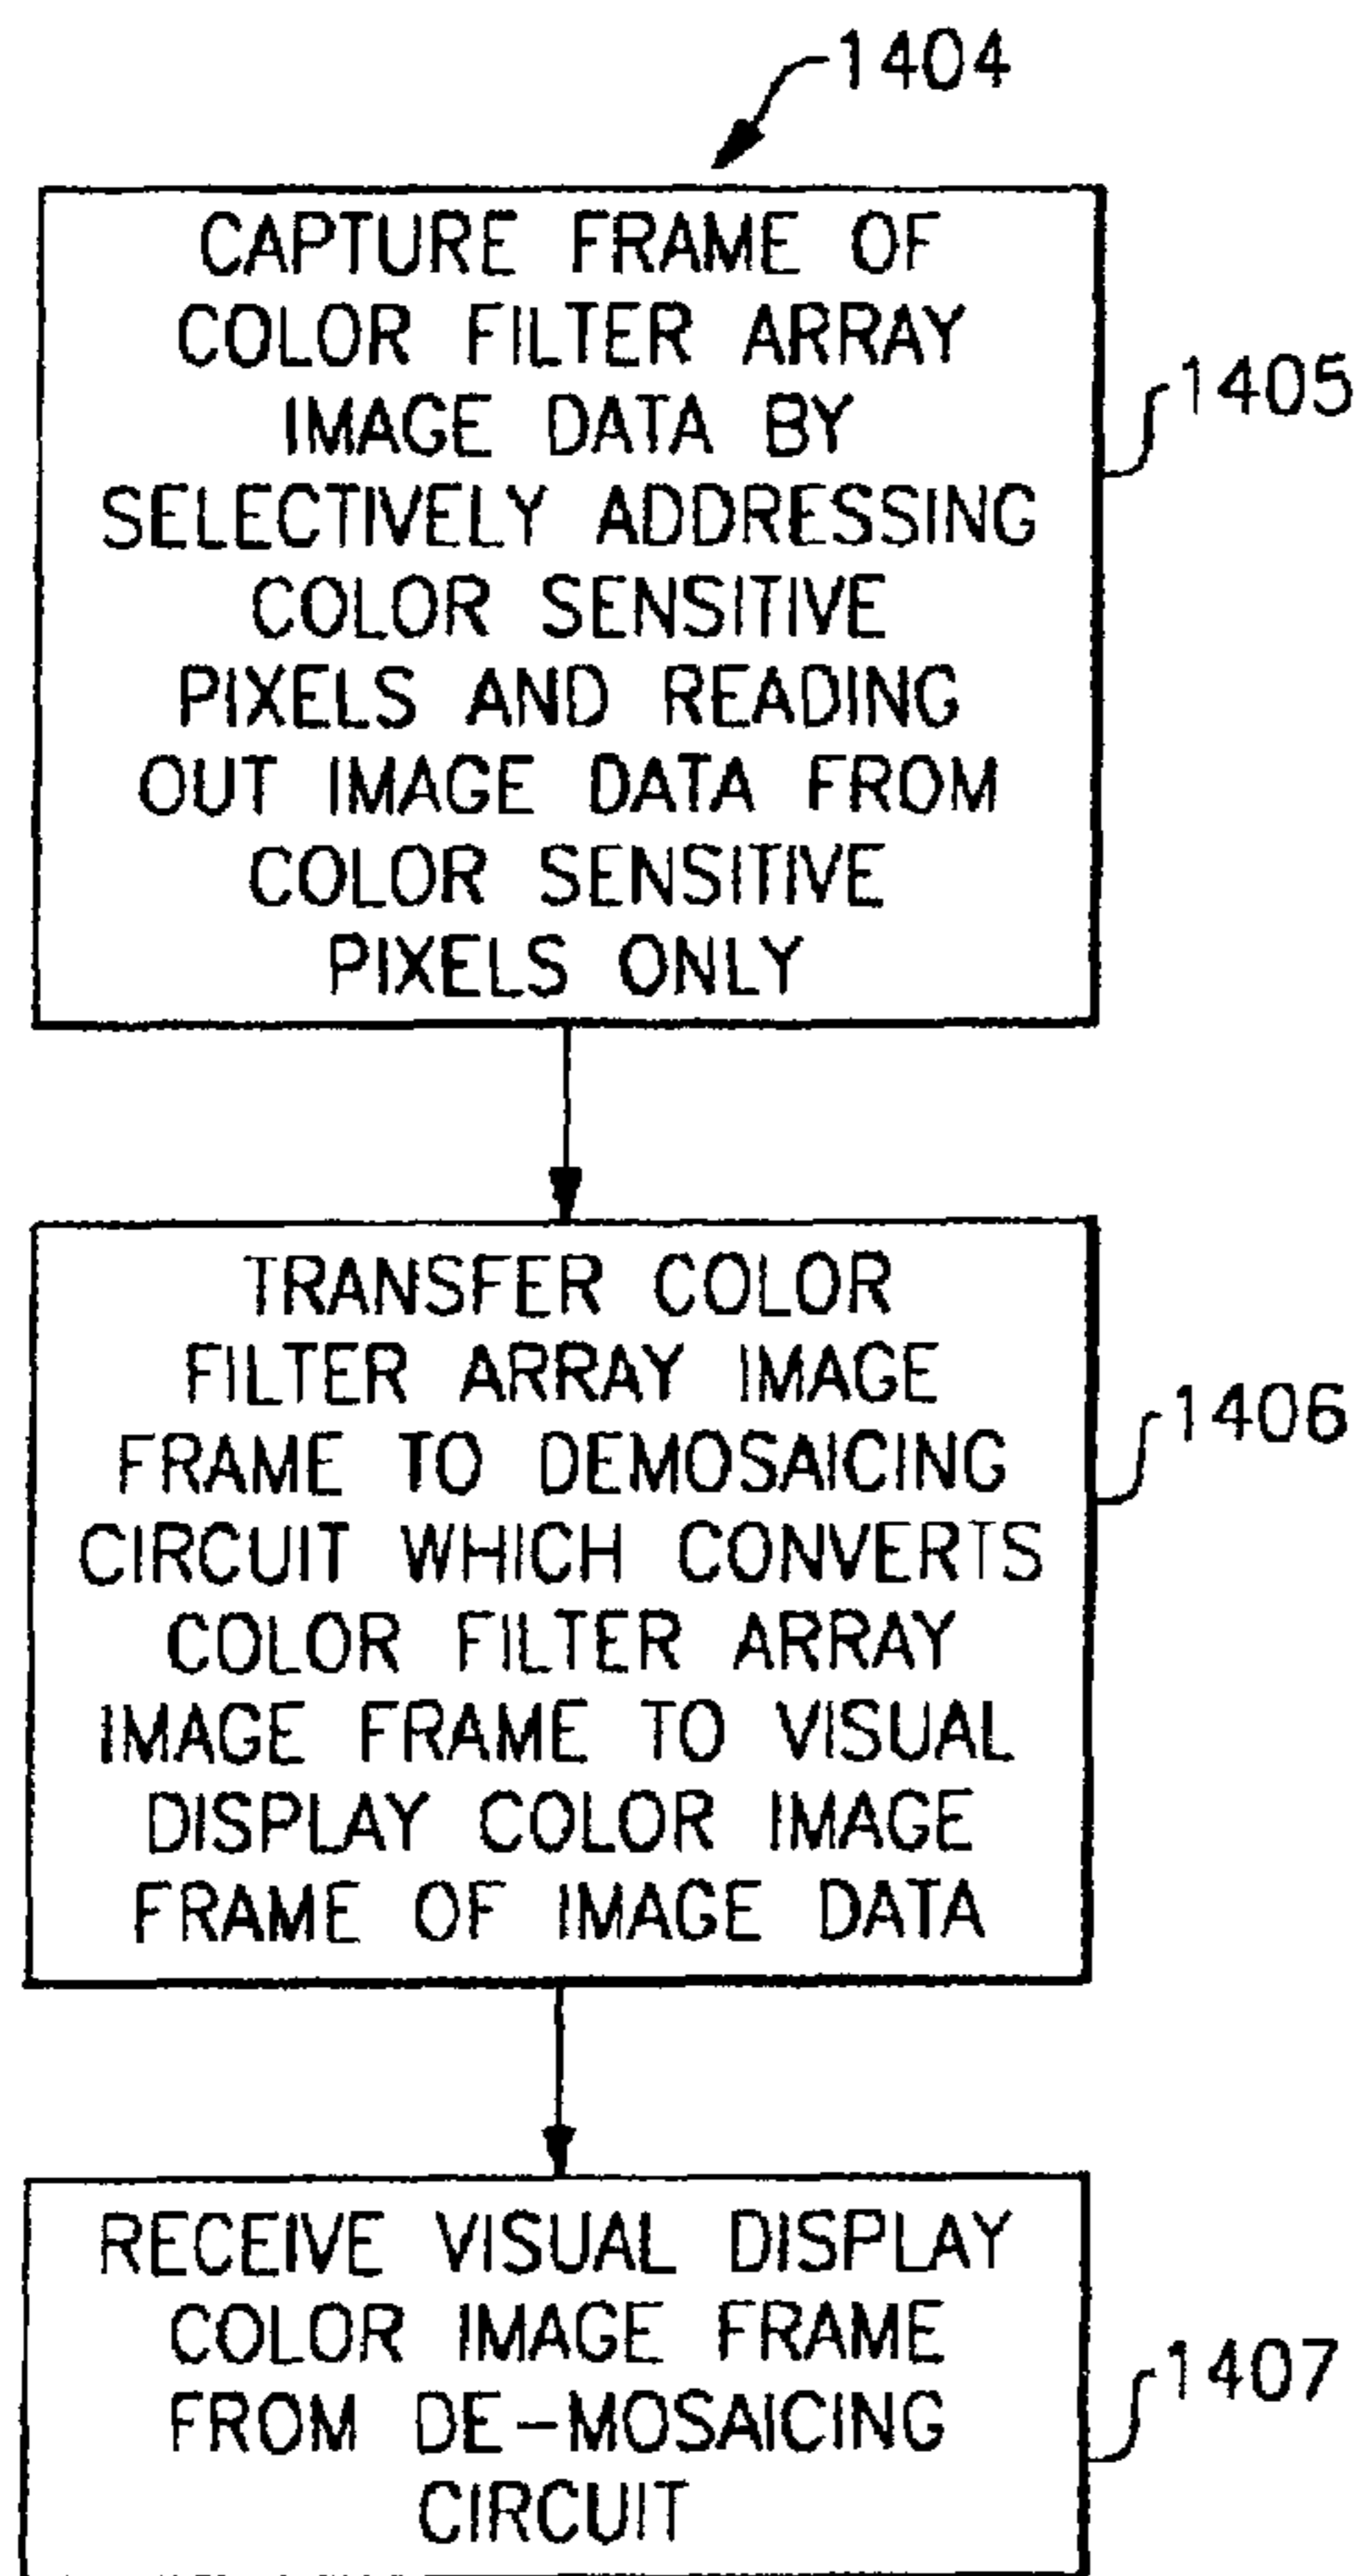 1404
CAPTURE FRAME OF
COLOR FILTER ARRAY
IMAGE DATA BY
SELECTIVELY ADDRESSING
COLOR SENSITIVE
PIXELS AND READING
OUT IMAGE DATA FROM
COLOR SENSITIVE
PIXELS ONLY
1405
TRANSFER COLOR
FILTER ARRAY IMAGE
FRAME TO DEMOSAICING
CIRCUIT WHICH CONVERTS
COLOR FILTER ARRAY
IMAGE FRAME TO VISUAL
DISPLAY COLOR IMAGE
FRAME OF IMAGE DATA
1406
RECEIVE VISUAL DISPLAY
COLOR IMAGE FRAME
FROM DE-MOSAICING
CIRCUIT
1407